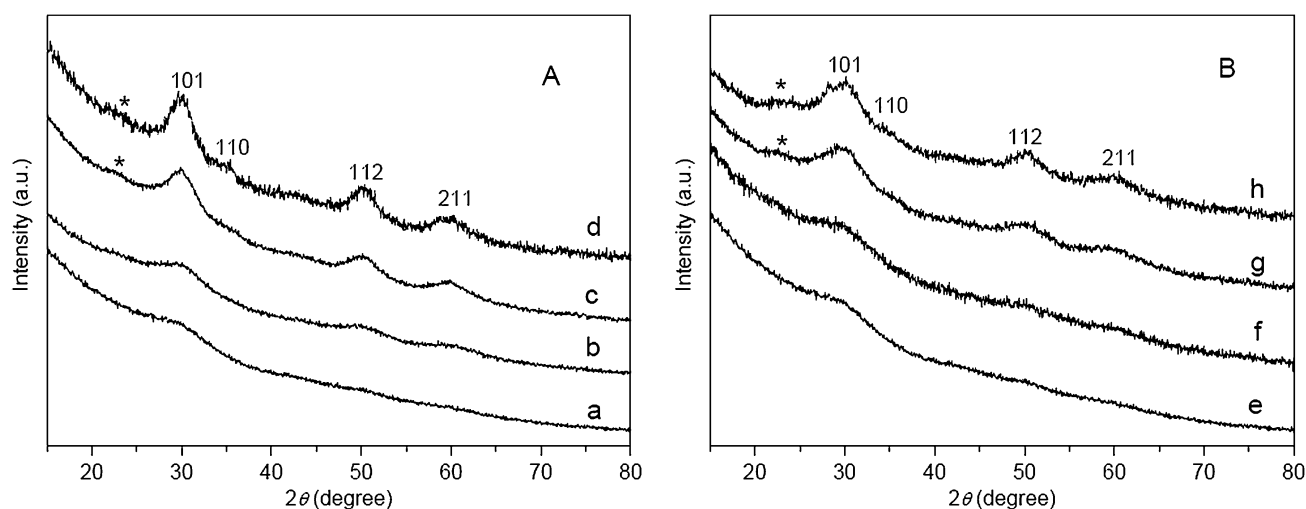 A
101
*
110
*
112
211
d
c
b
a
Intensity (a.u.)
20 30 40 50 60 70 80
2θ (degree)
B
101
*
110
*
112
211
h
g
f
e
Intensity (a.u.)
20 30 40 50 60 70 80
2θ (degree)